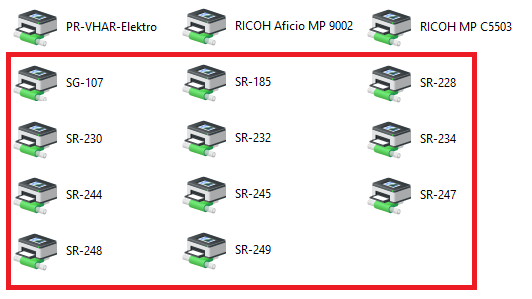 PR-VHAR-Elektro
RICOH Aficio MP 9002
RICOH MP C5503
SG-107
SR-185
SR-228
SR-230
SR-232
SR-234
SR-244
SR-245
SR-247
SR-248
SR-249